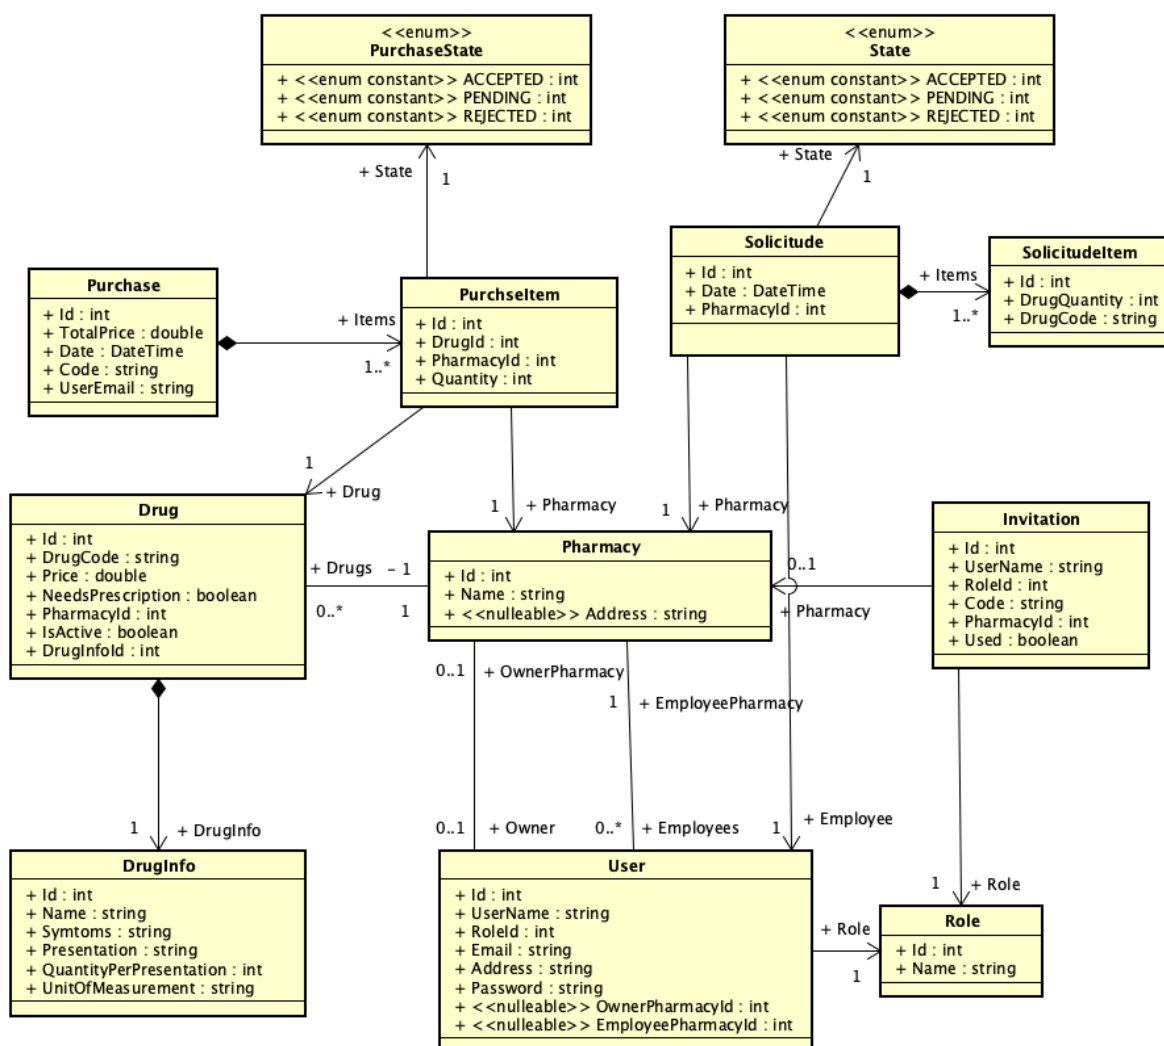 <<enum>>
PurchaseState
+ <<enum constant>> ACCEPTED : int
+ <<enum constant>> PENDING : int
+ <<enum constant>> REJECTED : int
<<enum>>
State
+ <<enum constant>> ACCEPTED : int
+ <<enum constant>> PENDING : int
+ <<enum constant>> REJECTED : int
+ State
1
+ State
1
Purchase
+ Id : int
+ TotalPrice : double
+ Date : DateTime
+ Code : string
+ UserEmail : string
+ Items
1..*
PurchseItem
+ Id : int
+ DrugId : int
+ PharmacyId : int
+ Quantity : int
Solicitude
+ Id : int
+ Date : DateTime
+ PharmacyId : int
+ Items
1..*
SolicitudeItem
+ Id : int
+ DrugQuantity : int
+ DrugCode : string
1
+ Drug
1
+ Pharmacy
1
+ Pharmacy
Drug
+ Id : int
+ DrugCode : string
+ Price : double
+ NeedsPrescription : boolean
+ PharmacyId : int
+ IsActive : boolean
+ DrugInfoId : int
+ Drugs
- 1
0..*
1
Pharmacy
+ Id : int
+ Name : string
+ <<nulleable>> Address : string
0..1
+ Pharmacy
Invitation
+ Id : int
+ UserName : string
+ RoleId : int
+ Code : string
+ PharmacyId : int
+ Used : boolean
0..1
+ OwnerPharmacy
1
+ EmployeePharmacy
1
+ DrugInfo
0..1
+ Owner
0..*
+ Employees
1
+ Employee
1
+ Role
DrugInfo
+ Id : int
+ Name : string
+ Symtoms : string
+ Presentation : string
+ QuantityPerPresentation : int
+ UnitOfMeasurement : string
User
+ Id : int
+ UserName : string
+ RoleId : int
+ Email : string
+ Address : string
+ Password : string
+ <<nulleable>> OwnerPharmacyId : int
+ <<nulleable>> EmployeePharmacyId : int
+ Role
1
Role
+ Id : int
+ Name : string